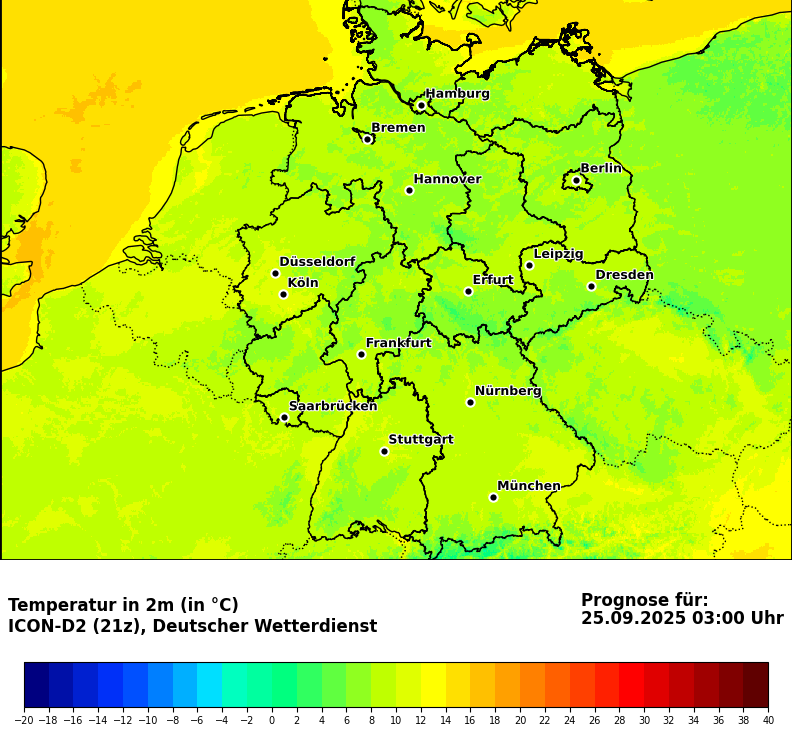 Hamburg
Bremen
Berlin
Hannover
Leipzig
Düsseldorf
Dresden
Köln
Erfurt
Frankfurt
Nürnberg
Saarbrücken
Stuttgart
München
Temperatur in 2m (in °C)
ICON-D2 (21z), Deutscher Wetterdienst
Prognose für:
25.09.2025 03:00 Uhr
−20 −18 −16 −14 −12 −10 −8 −6 −4 −2 0 2 4 6 8 10 12 14 16 18 20 22 24 26 28 30 32 34 36 38 40